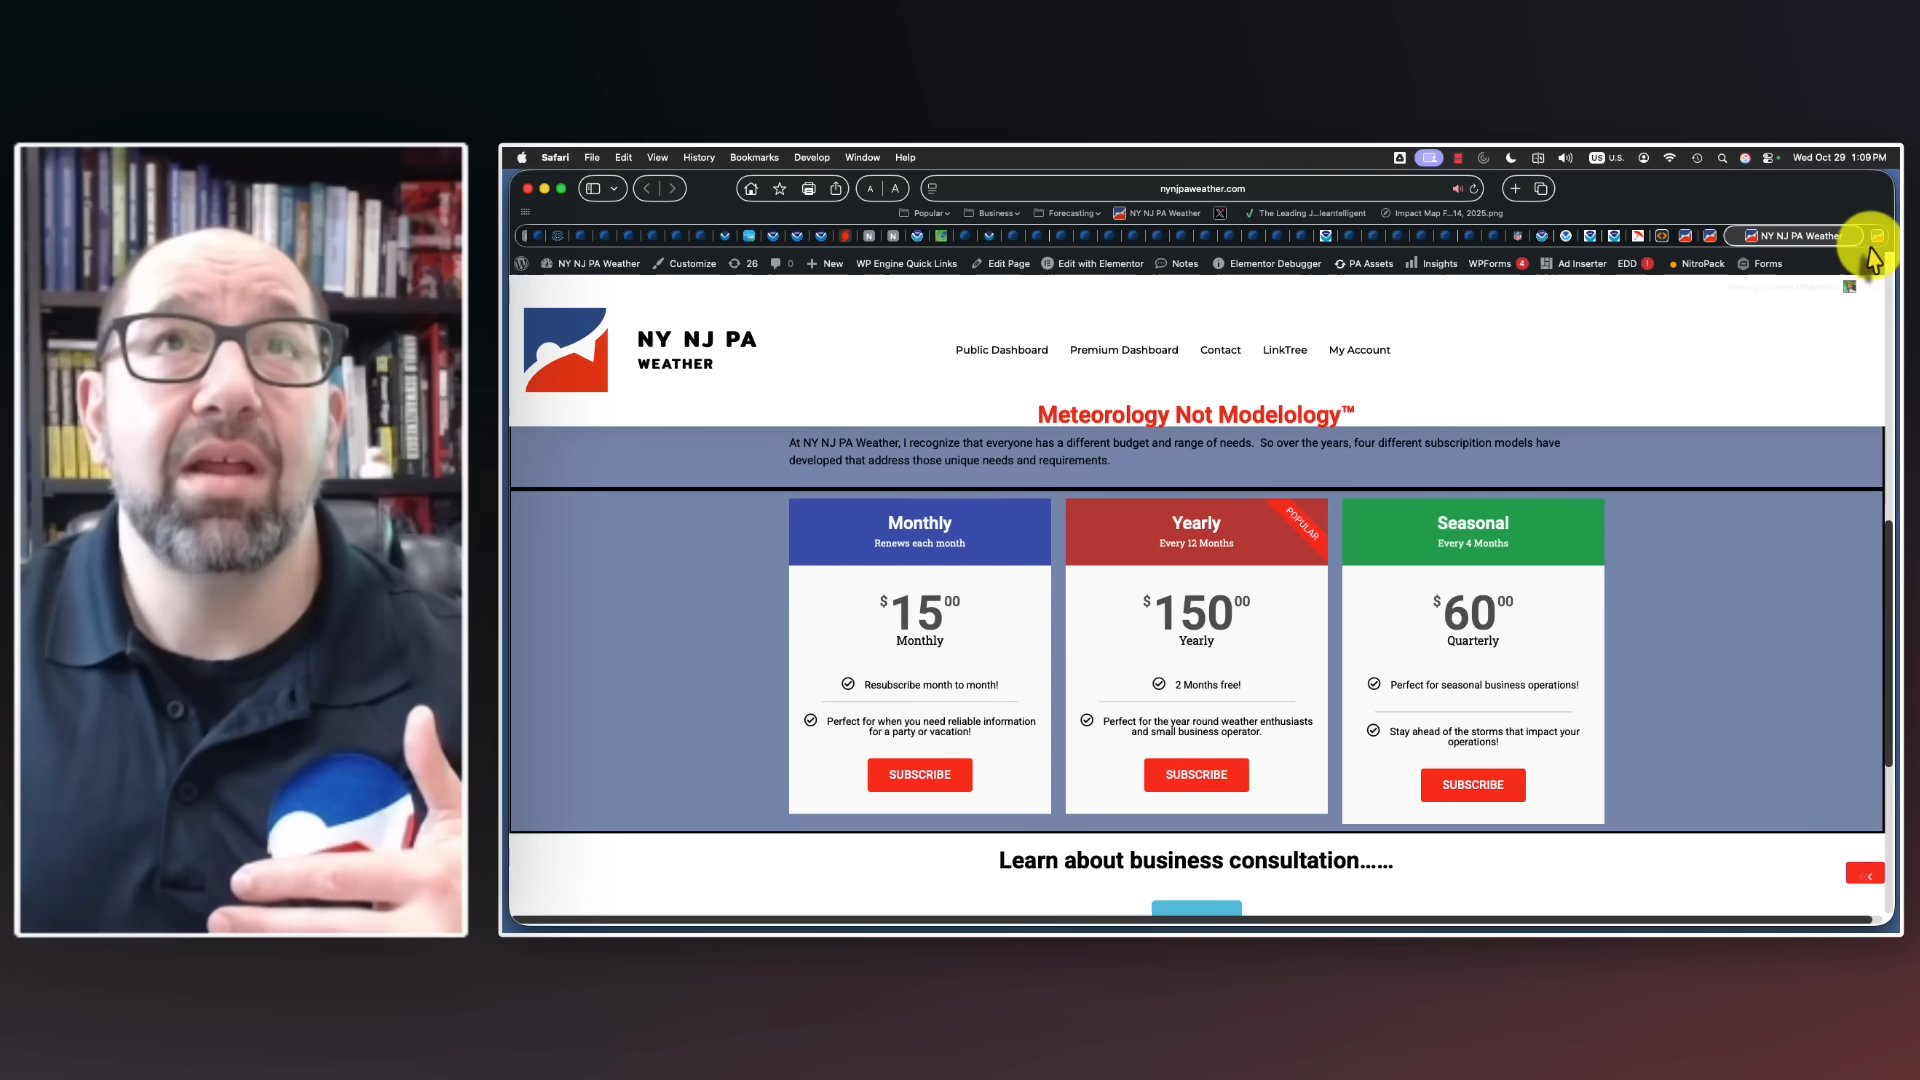 Safari File Edit View History Bookmarks Develop Window Help
US U.S. Wed Oct 29 1:09 PM
A A nynjpaweather.com
Popular Business Forecasting NY NJ PA Weather The Leading J...leantelligent Impact Map F...14, 2025.png
NY NJ PA Weather
NY NJ PA Weather Customize 26 0 New WP Engine Quick Links Edit Page Edit with Elementor Notes Elementor Debugger PA Assets Insights WPForms 4 Ad Inserter EDD ! NitroPack Forms
NY NJ PA
WEATHER
Public Dashboard Premium Dashboard Contact LinkTree My Account
Meteorology Not Modelology™
At NY NJ PA Weather, I recognize that everyone has a different budget and range of needs. So over the years, four different subscripition models have
developed that address those unique needs and requirements.
Monthly
Renews each month
$15 00
Monthly
Resubscribe month to month!
Perfect for when you need reliable information
for a party or vacation!
SUBSCRIBE
POPULAR
Yearly
Every 12 Months
$150 00
Yearly
2 Months free!
Perfect for the year round weather enthusiasts
and small business operator.
SUBSCRIBE
Seasonal
Every 4 Months
$60 00
Quarterly
Perfect for seasonal business operations!
Stay ahead of the storms that impact your
operations!
SUBSCRIBE
Learn about business consultation......